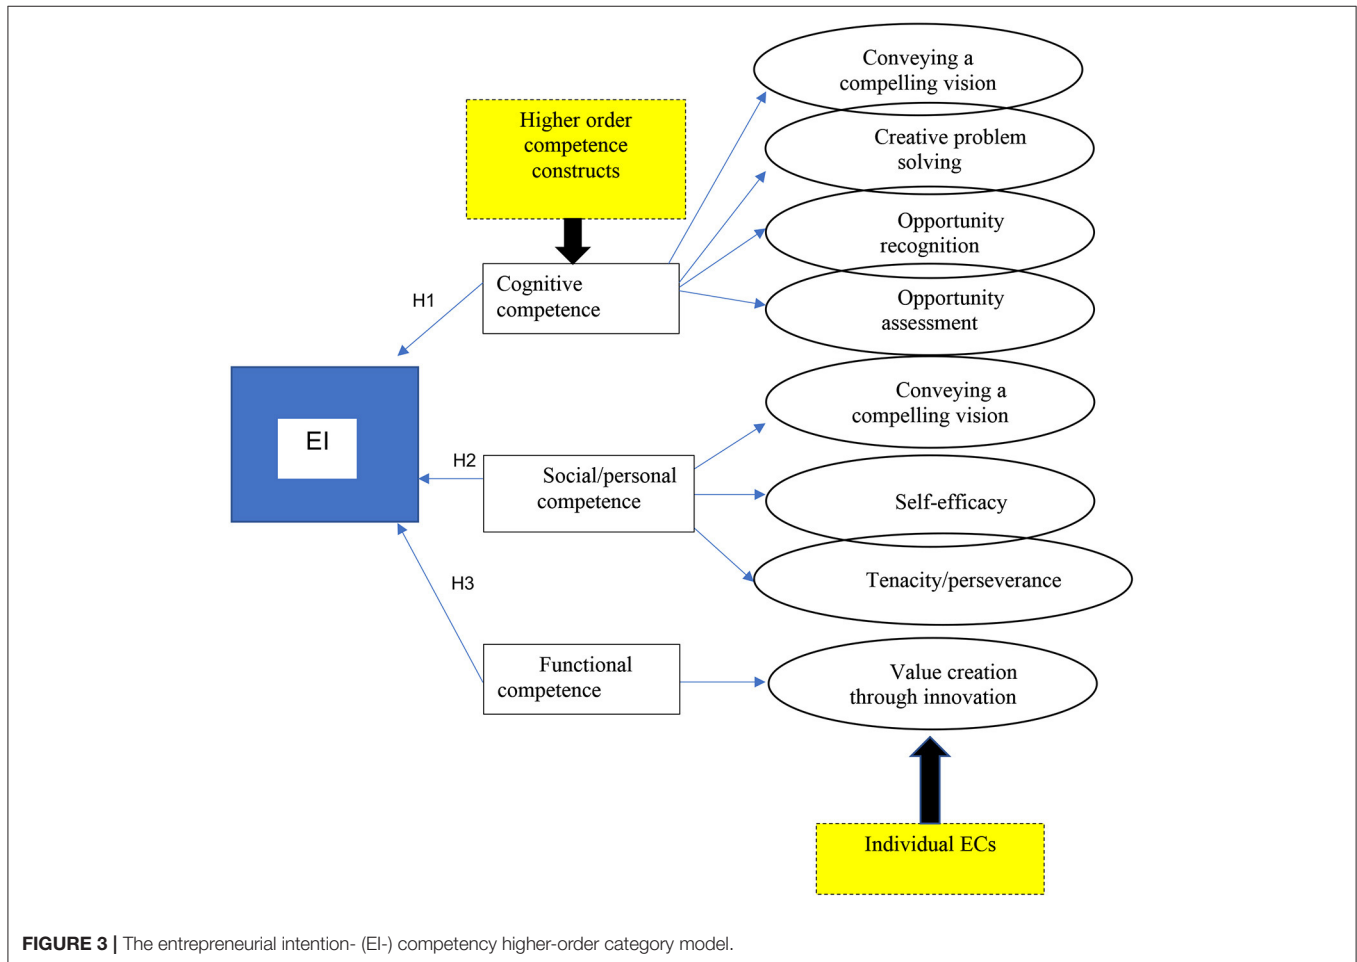 Conveying a
compelling vision
Higher order
competence
constructs
Creative problem
solving
Opportunity
recognition
Cognitive
competence
H1
Opportunity
assessment
Conveying a
compelling vision
EI
H2
Social/personal
competence
Self-efficacy
Tenacity/perseverance
H3
Functional
competence
Value creation
through innovation
Individual ECs
FIGURE 3 | The entrepreneurial intention- (EI-) competency higher-order category model.